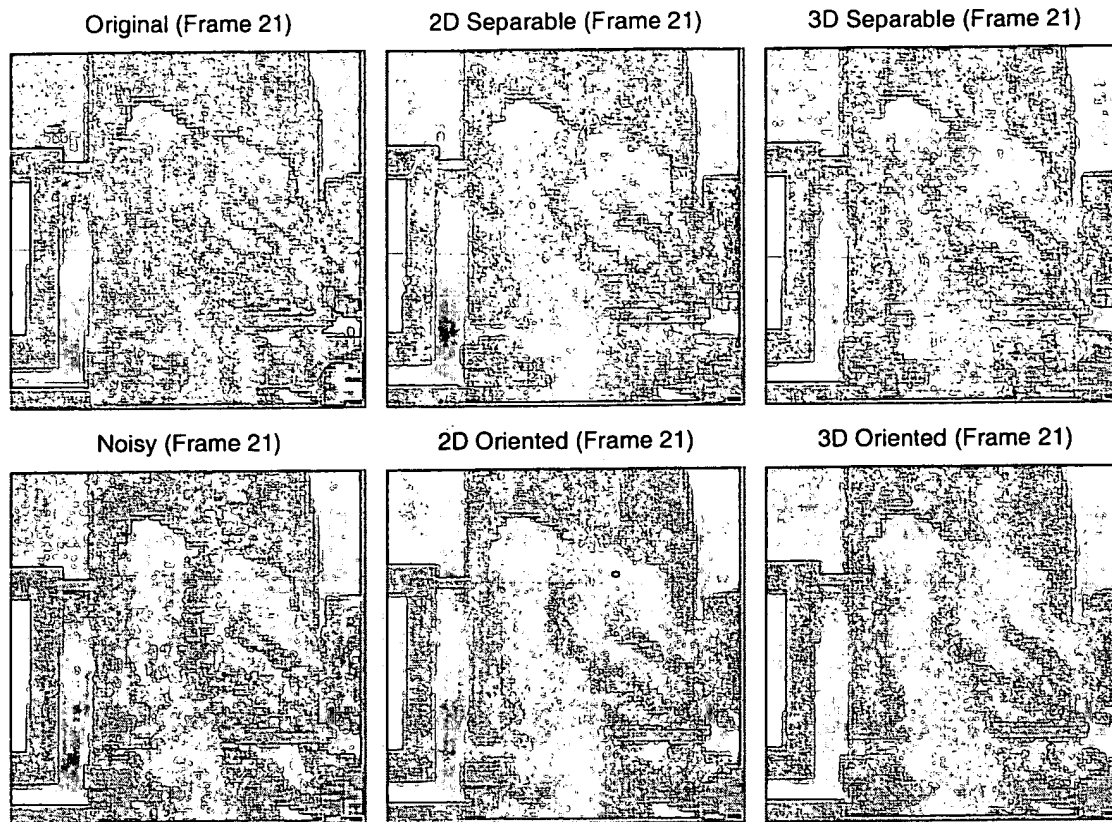 Original (Frame 21)
2D Separable (Frame 21)
3D Separable (Frame 21)
Noisy (Frame 21)
2D Oriented (Frame 21)
3D Oriented (Frame 21)